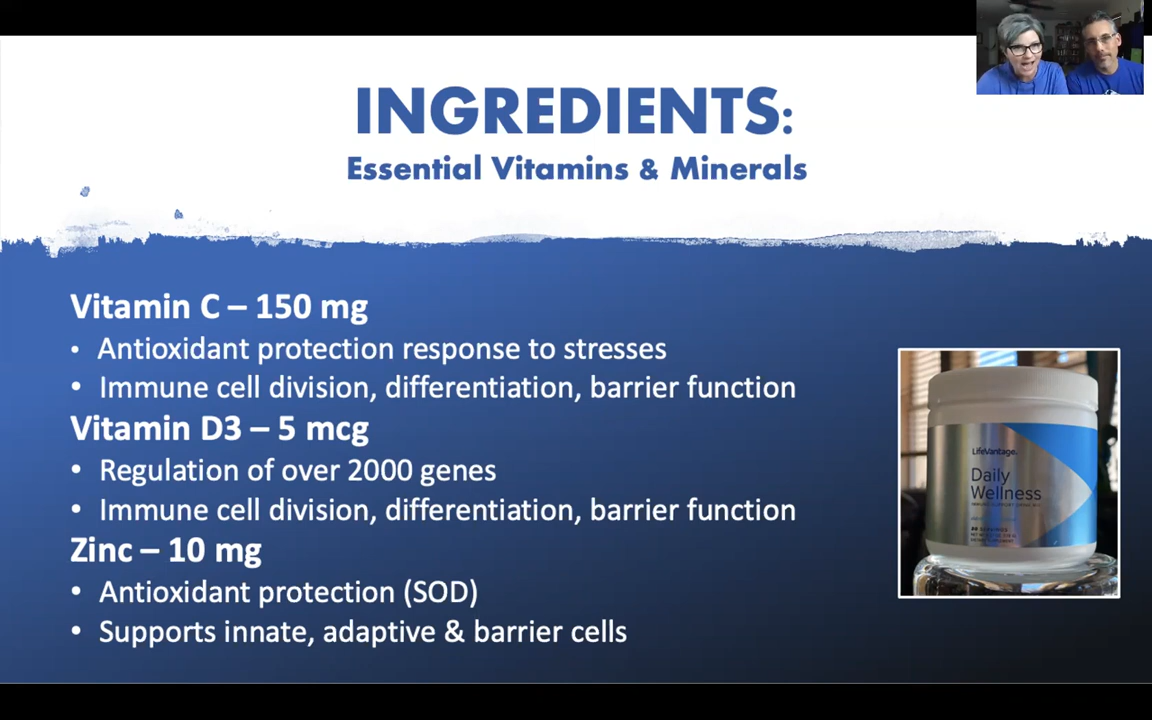 INGREDIENTS:
Essential Vitamins & Minerals
Vitamin C – 150 mg
• Antioxidant protection response to stresses
• Immune cell division, differentiation, barrier function
Vitamin D3 – 5 mcg
• Regulation of over 2000 genes
• Immune cell division, differentiation, barrier function
Zinc – 10 mg
• Antioxidant protection (SOD)
• Supports innate, adaptive & barrier cells
LifeVantage.
Daily
Wellness